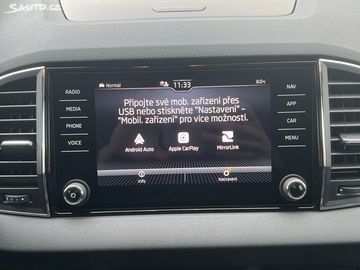 SAUTO.CZ
Normal
11:33
RADIO
MEDIA
PHONE
VOICE
NAV
APP
CAR
MENU
Připojte své mob. zařízení přes
USB nebo stiskněte "Nastavení" –
"Mobil. zařízení" pro více možností.
Android Auto
Apple CarPlay
MirrorLink
Info
Nastavení